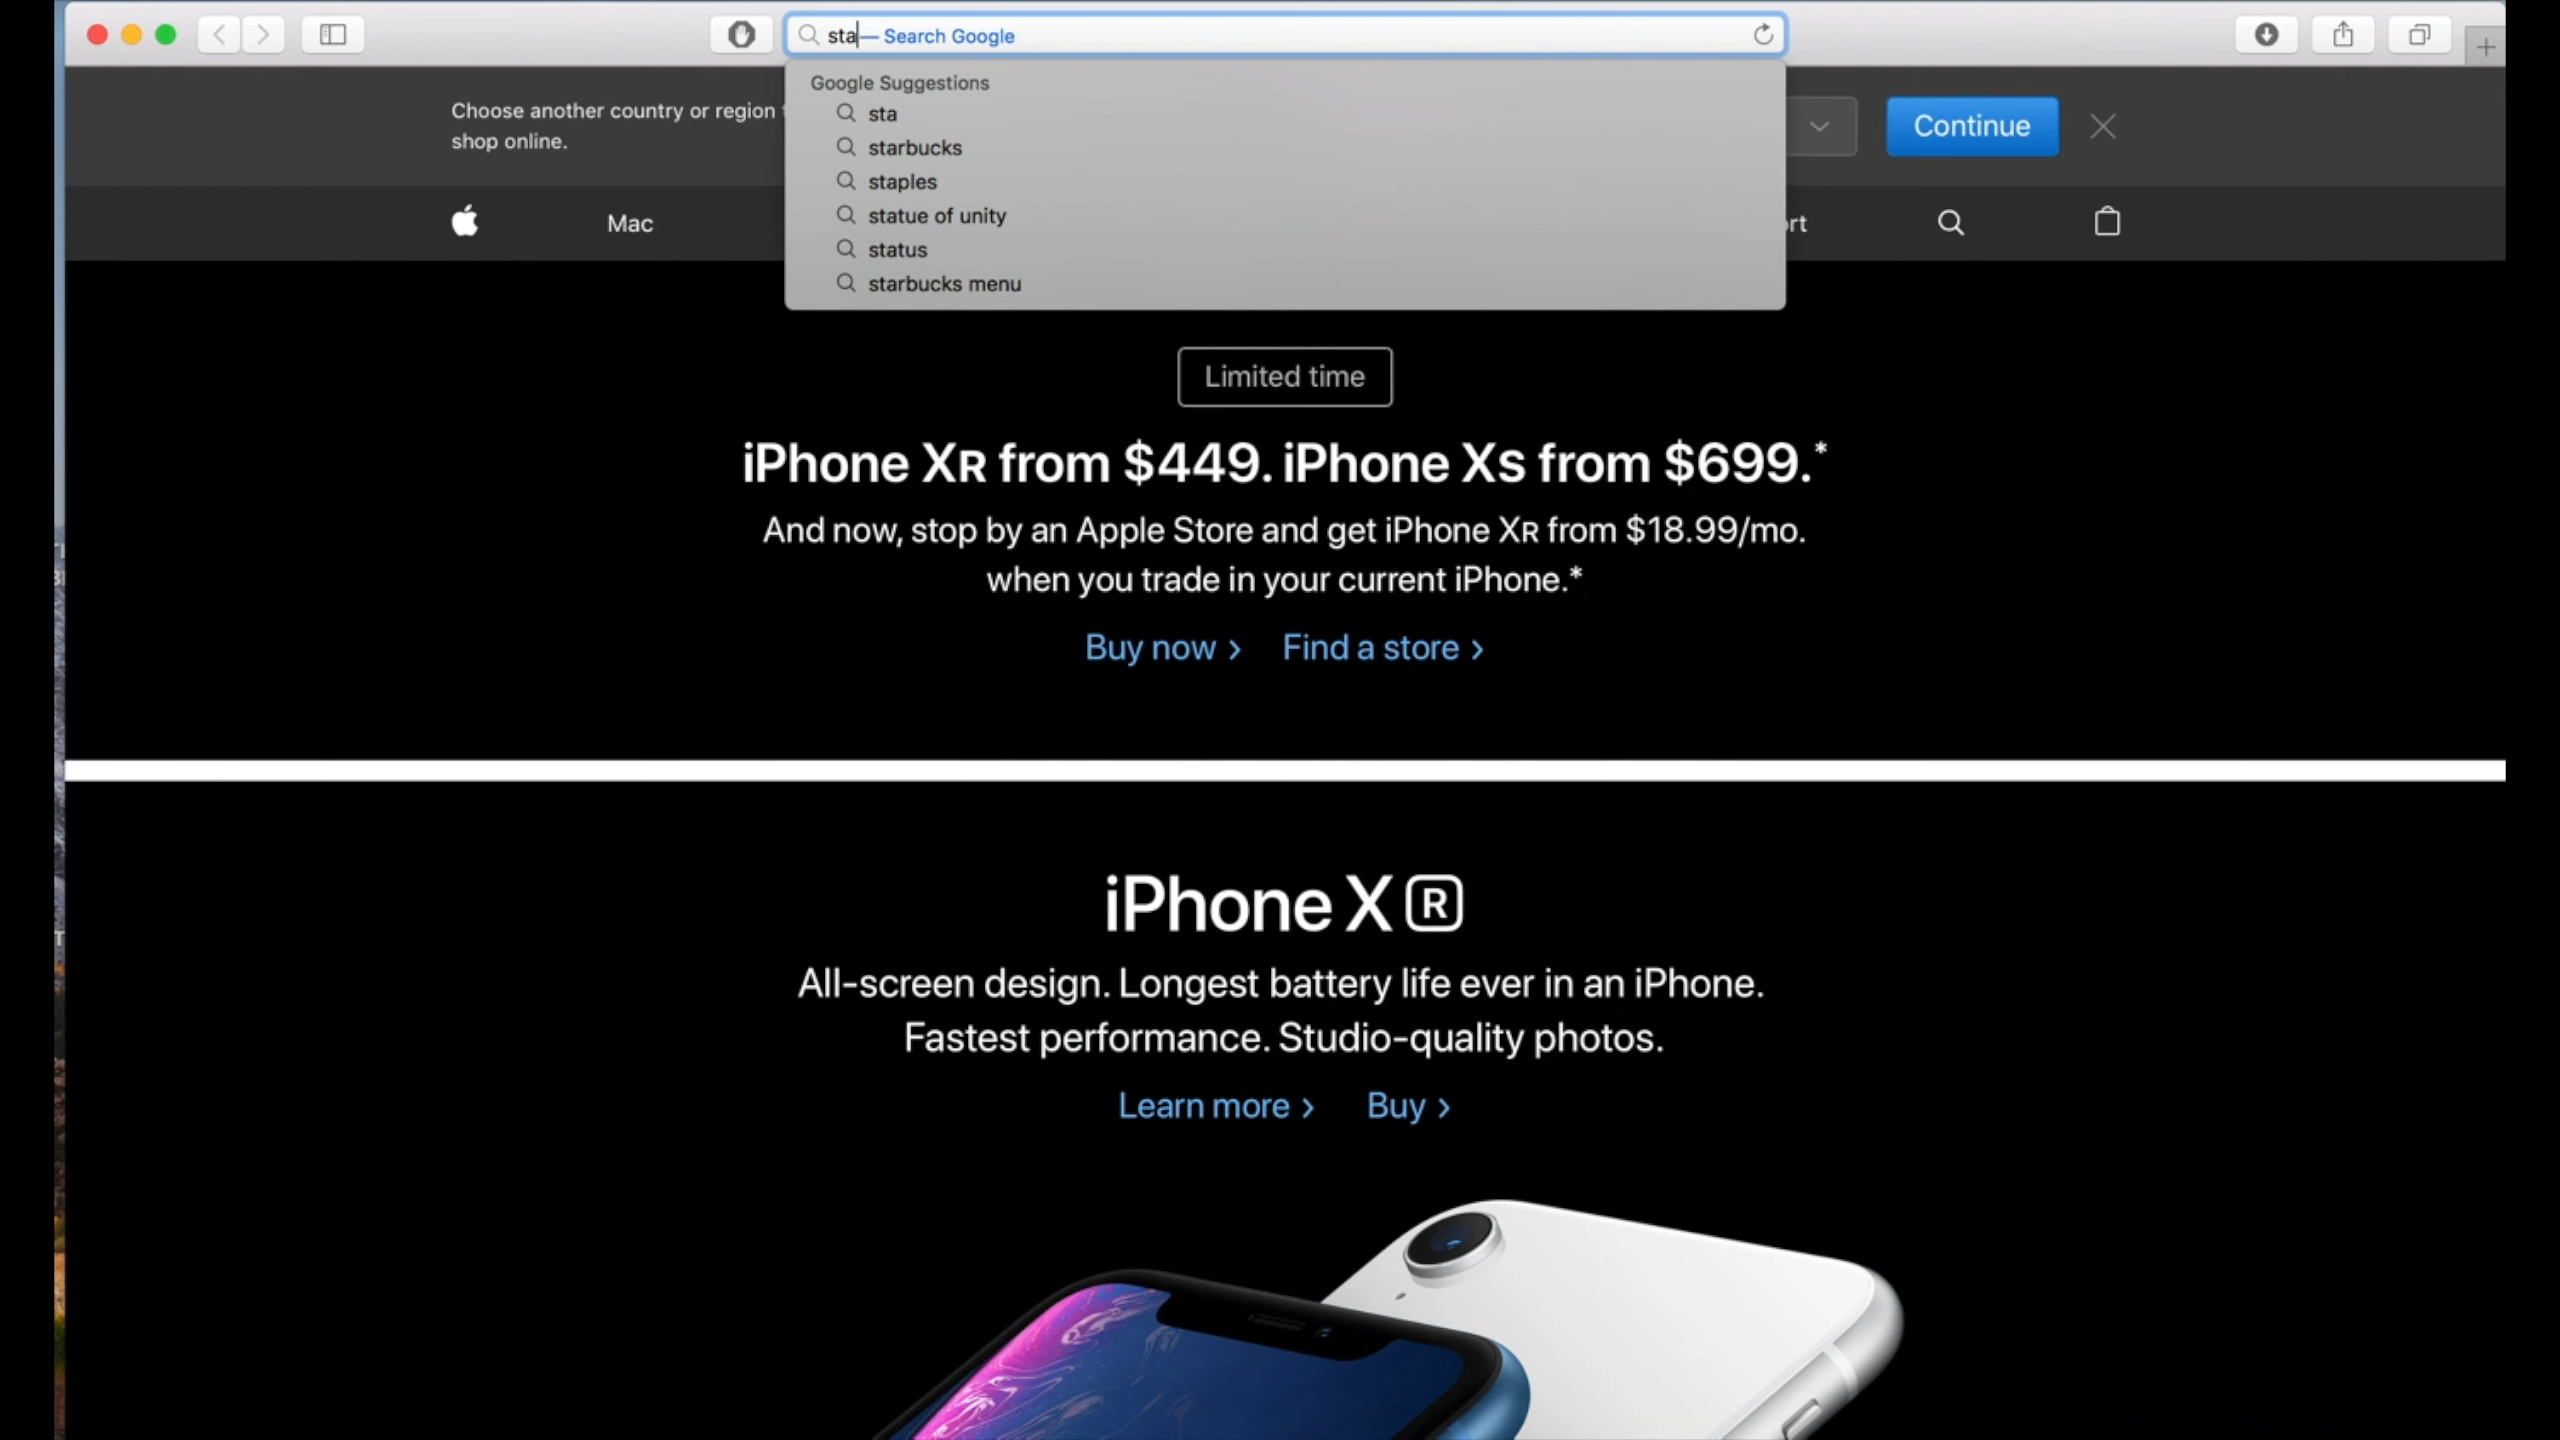 sta — Search Google
Google Suggestions
sta
starbucks
staples
statue of unity
status
starbucks menu
Choose another country or region
shop online.
Continue
Mac
Limited time
iPhone XR from $449. iPhone XS from $699.*
And now, stop by an Apple Store and get iPhone XR from $18.99/mo.
when you trade in your current iPhone.*
Buy now > Find a store >
iPhone XR
All-screen design. Longest battery life ever in an iPhone.
Fastest performance. Studio-quality photos.
Learn more > Buy >